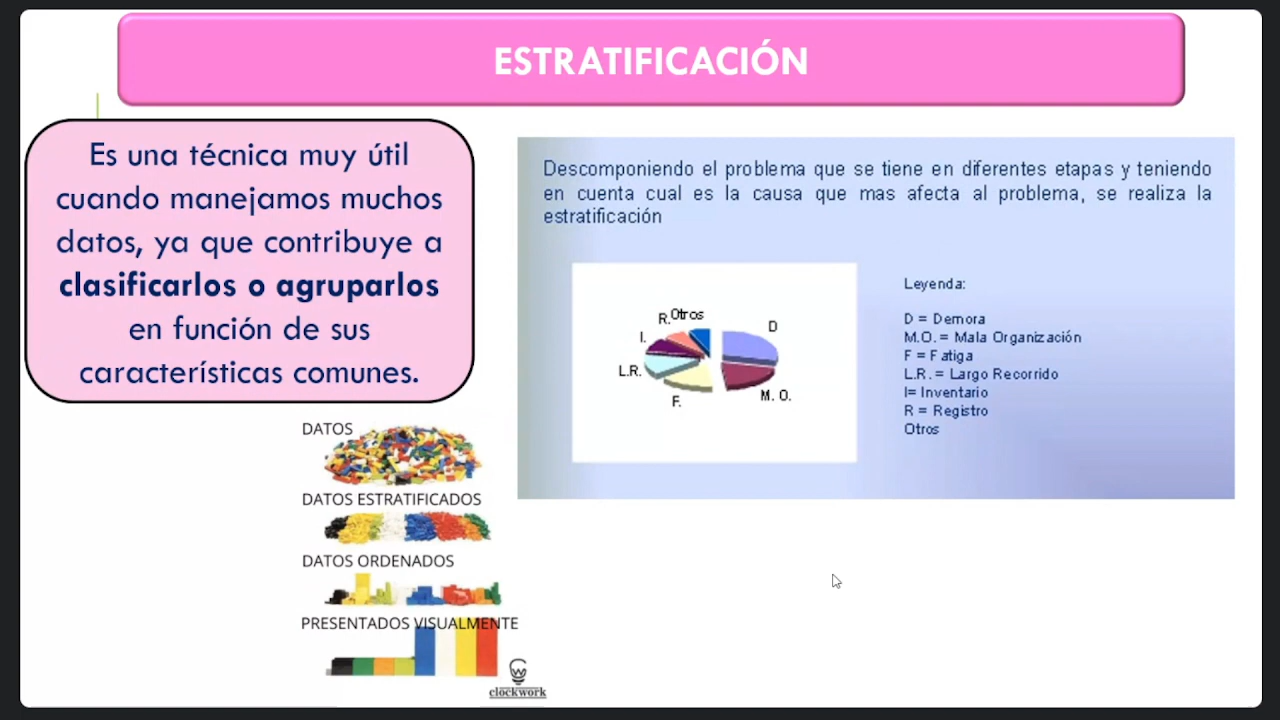 ESTRATIFICACIÓN
Es una técnica muy útil
cuando manejamos muchos
datos, ya que contribuye a
clasificarlos o agruparlos
en función de sus
características comunes.
Descomponiendo el problema que se tiene en diferentes etapas y teniendo
en cuenta cual es la causa que mas afecta al problema, se realiza la
estratificación
R.
Otros
D
I.
L.R.
F.
M. O.
Leyenda:
D = Demora
M.O. = Mala Organización
F = Fatiga
L.R. = Largo Recorrido
I= Inventario
R = Registro
Otros
DATOS
DATOS ESTRATIFICADOS
DATOS ORDENADOS
PRESENTADOS VISUALMENTE
clockwork